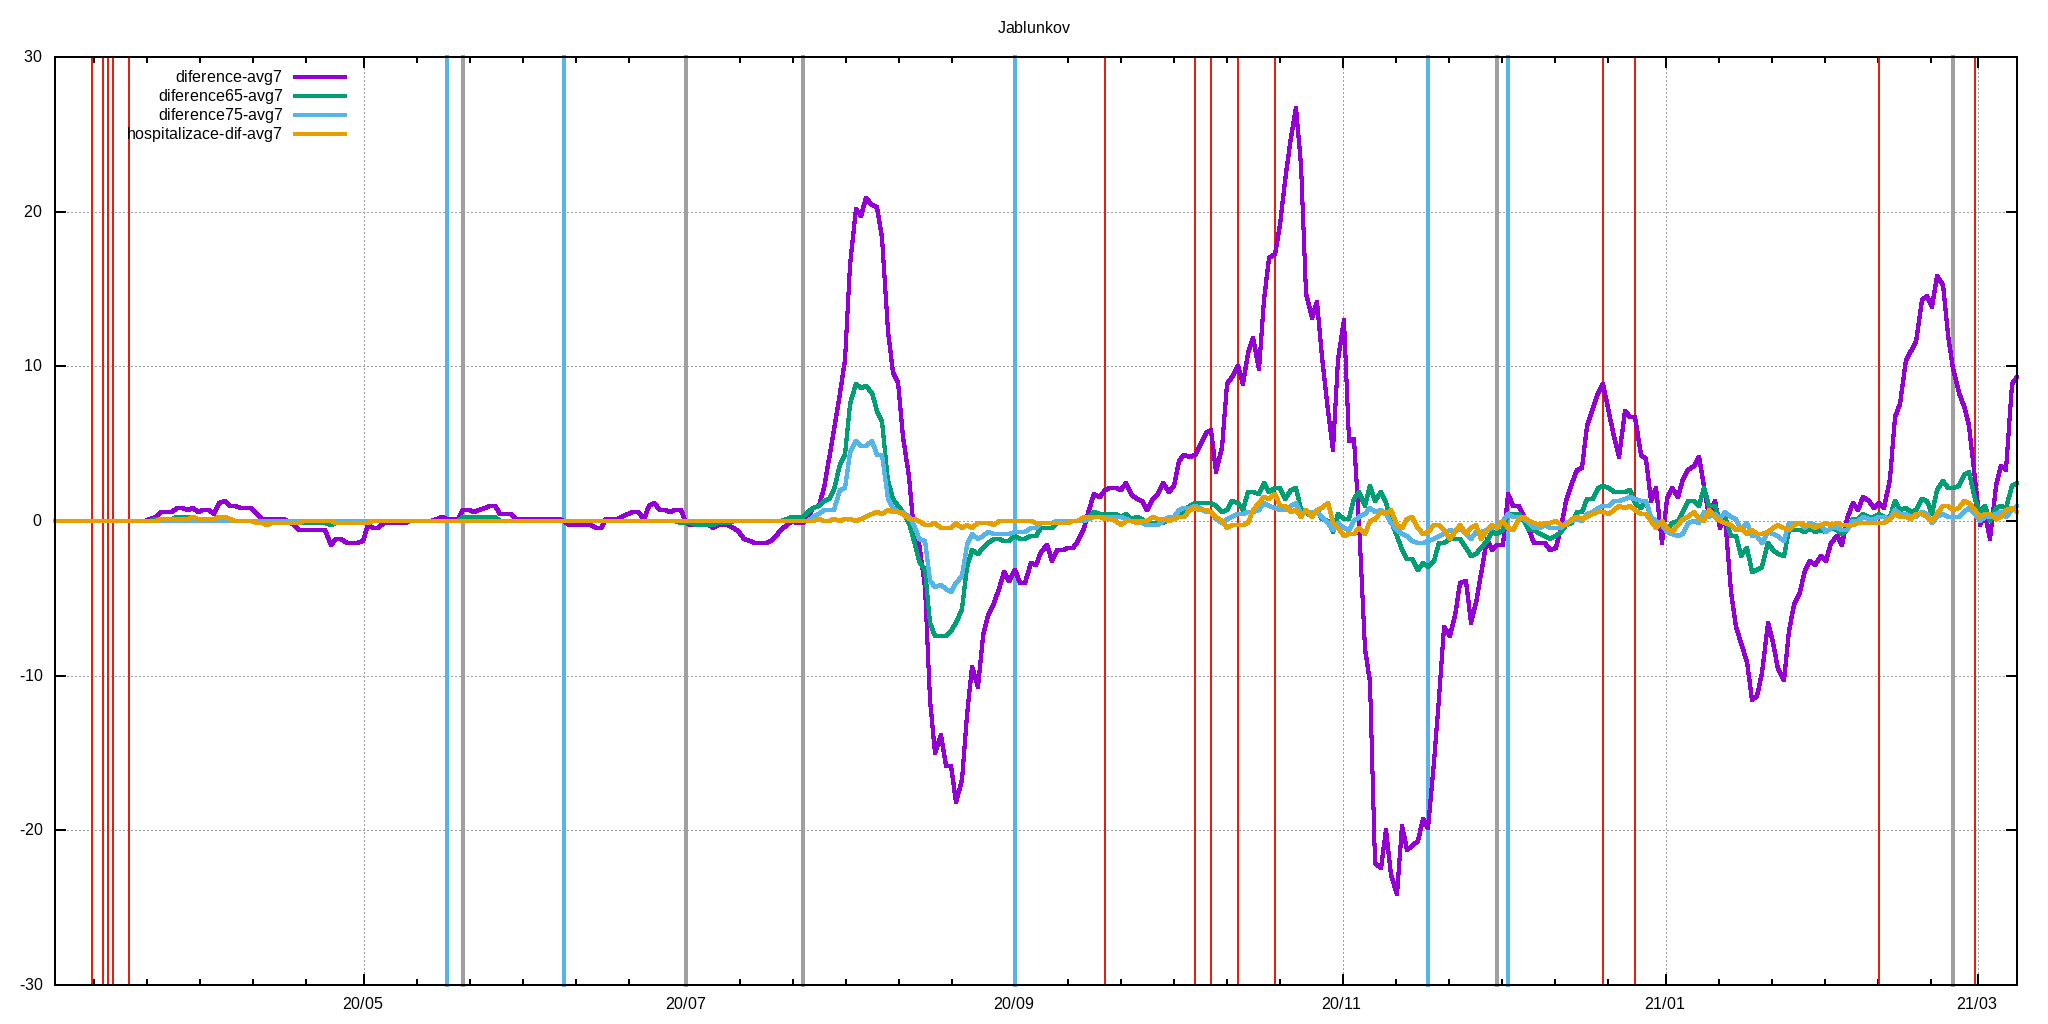 Jablunkov
30
20
10
0
-10
-20
-30
diference-avg7
diference65-avg7
diference75-avg7
hospitalizace-dif-avg7
20/05
20/07
20/09
20/11
21/01
21/03